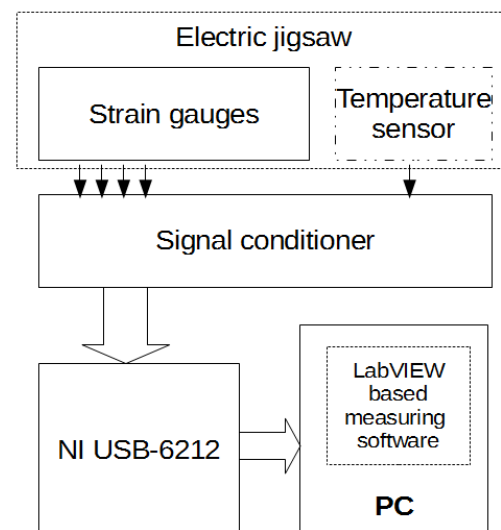 Electric jigsaw
Strain gauges
Temperature
sensor
Signal conditioner
NI USB-6212
LabVIEW
based
measuring
software
PC